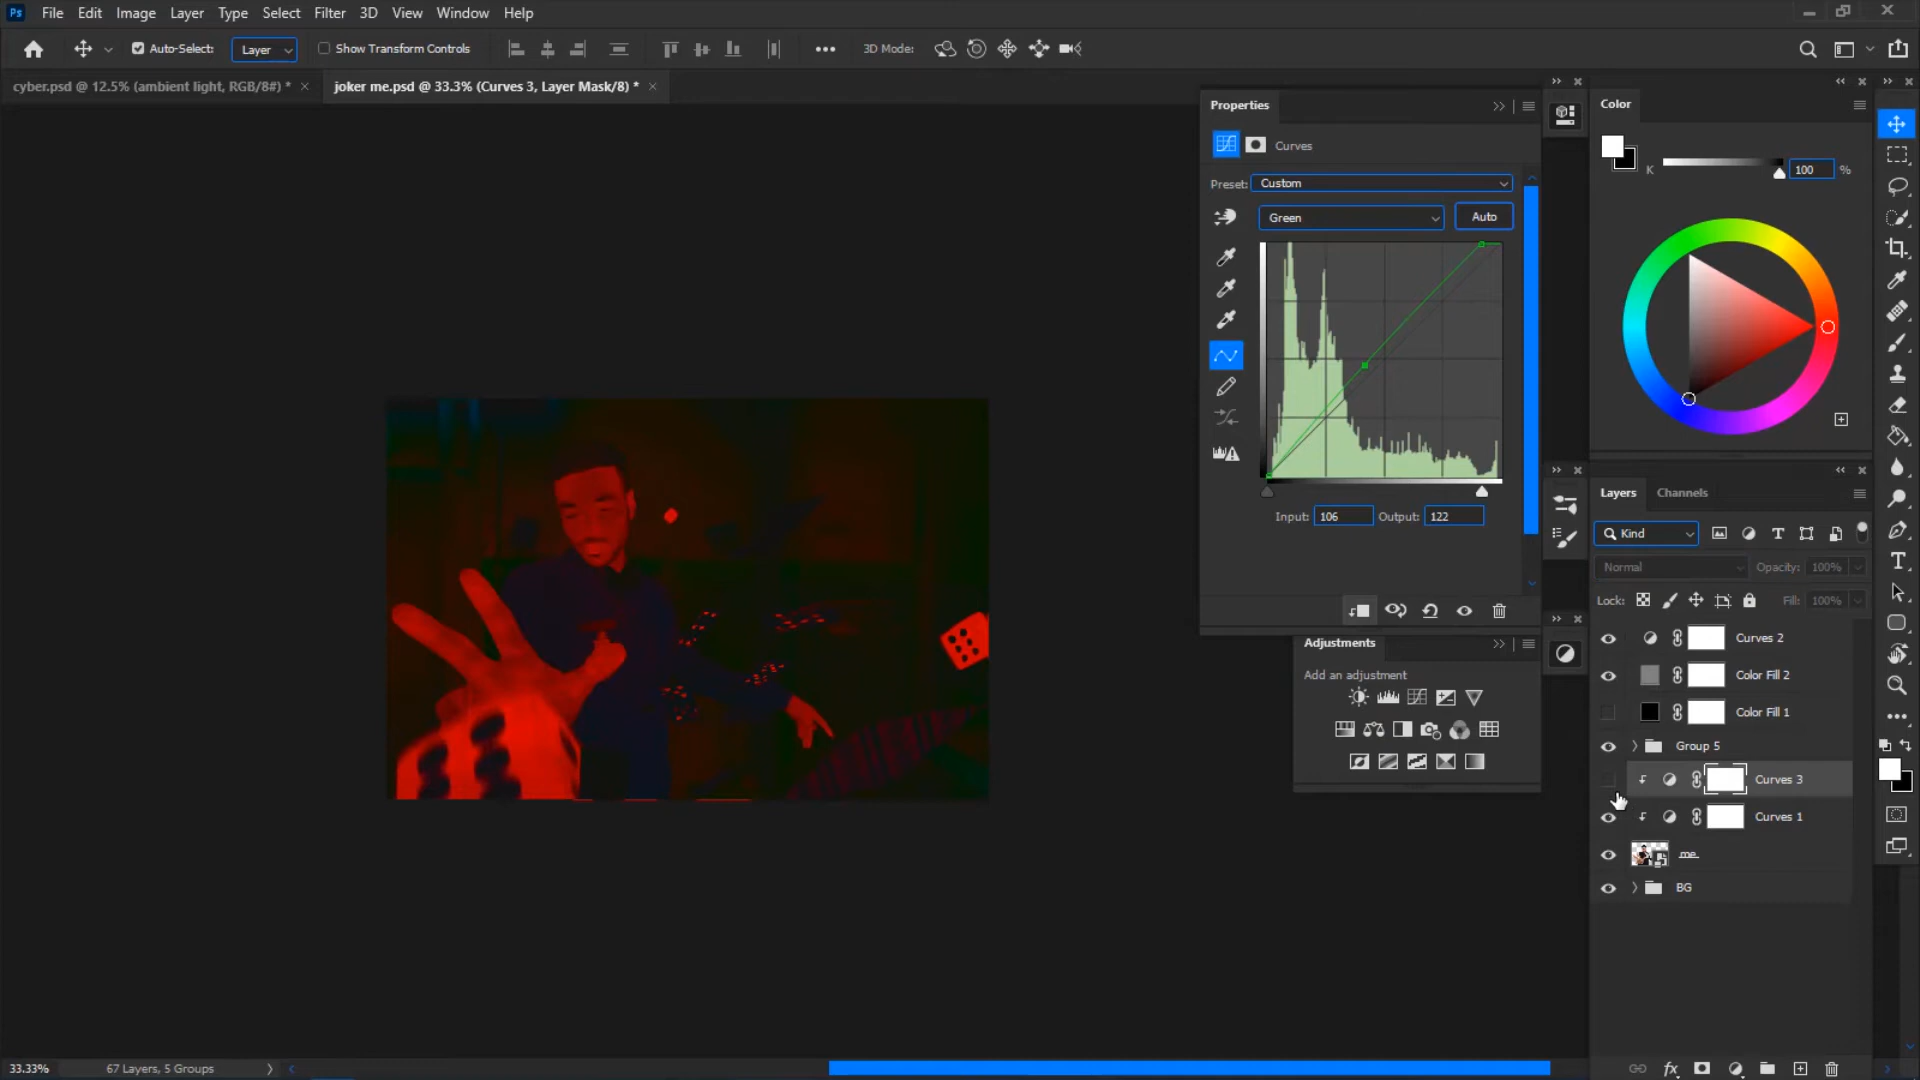 Ps File Edit Image Layer Type Select Filter 3D View Window Help
Auto-Select: Layer Show Transform Controls 3D Mode:
cyber.psd @ 12.5% (ambient light, RGB/8#) * joker me.psd @ 33.3% (Curves 3, Layer Mask/8) *
Properties
Curves
Preset: Custom
Green Auto
Input: 106 Output: 122
Adjustments
Add an adjustment
Color
K 100 %
Layers Channels
Kind
Normal Opacity: 100%
Lock: Fill: 100%
Curves 2
Color Fill 2
Color Fill 1
Group 5
Curves 3
Curves 1
me
BG
33.33% 67 Layers, 5 Groups